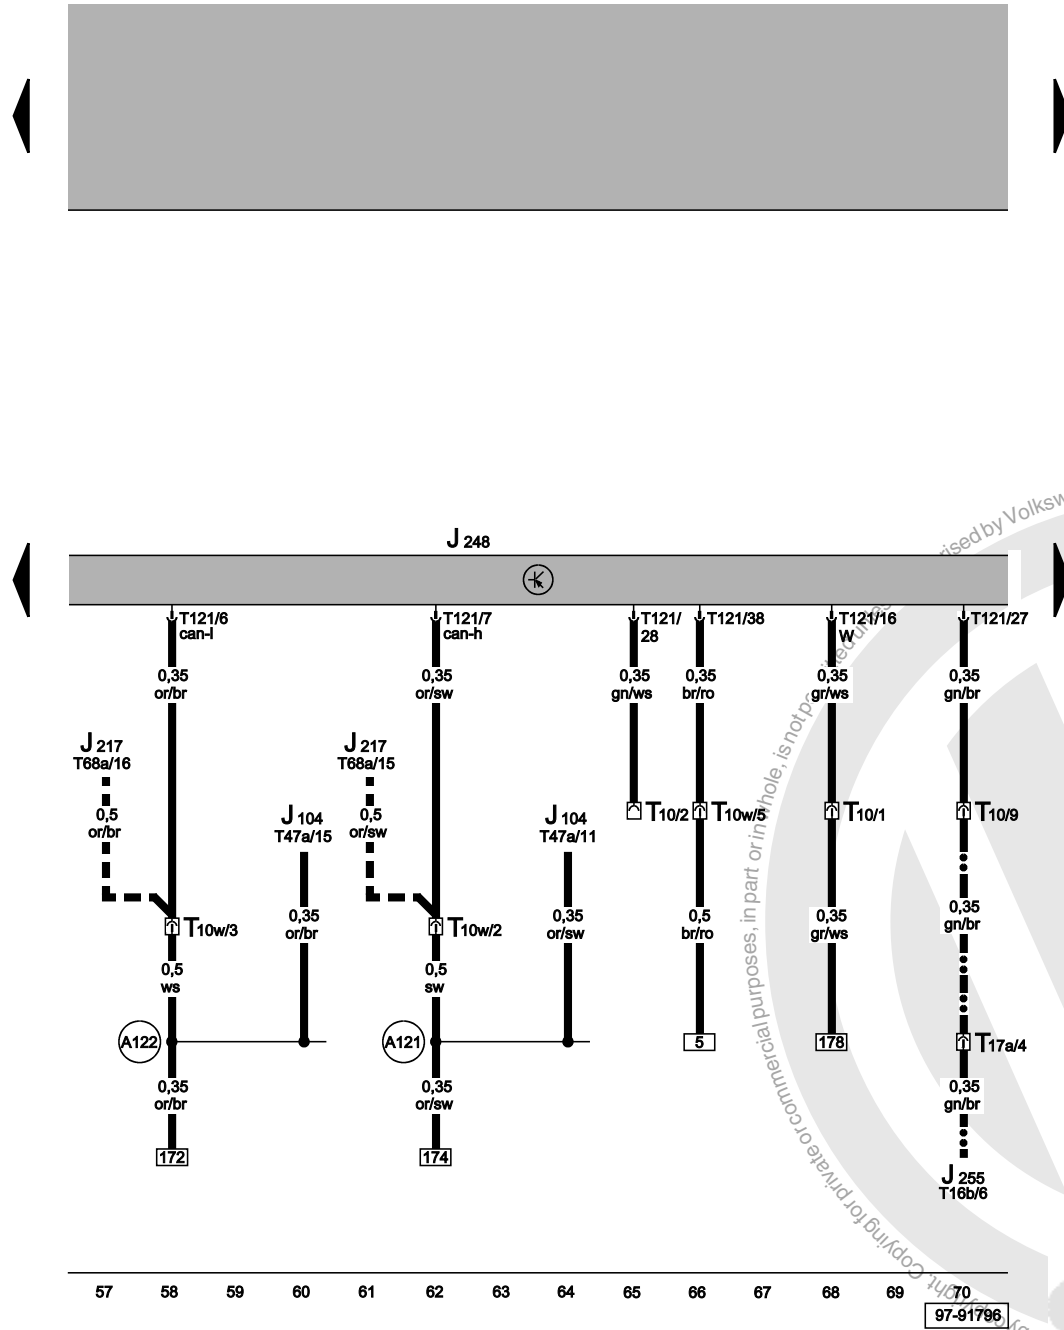 J 248
T121/6
can-l
T121/7
can-h
T121/
28
T121/38
T121/16
W
T121/27
0,35
or/br
0,35
or/sw
0,35
gn/ws
0,35
br/ro
0,35
gr/ws
0,35
gn/br
J 217
T68a/16
J 217
T68a/15
0,5
or/br
J 104
T47a/15
0,5
or/sw
J 104
T47a/11
T10/2
T10w/5
T10/1
T10/9
T10w/3
0,35
or/br
T10w/2
0,35
or/sw
0,5
br/ro
0,35
gr/ws
0,35
gn/br
0,5
ws
0,5
sw
A122
A121
5
178
T17a/4
0,35
or/br
0,35
or/sw
0,35
gn/br
172
174
J 255
T16b/6
57 58 59 60 61 62 63 64 65 66 67 68 69 70
97-91796
rised by Volksw
is not permitted unless
Copying for private or commercial purposes, in part or in whole,